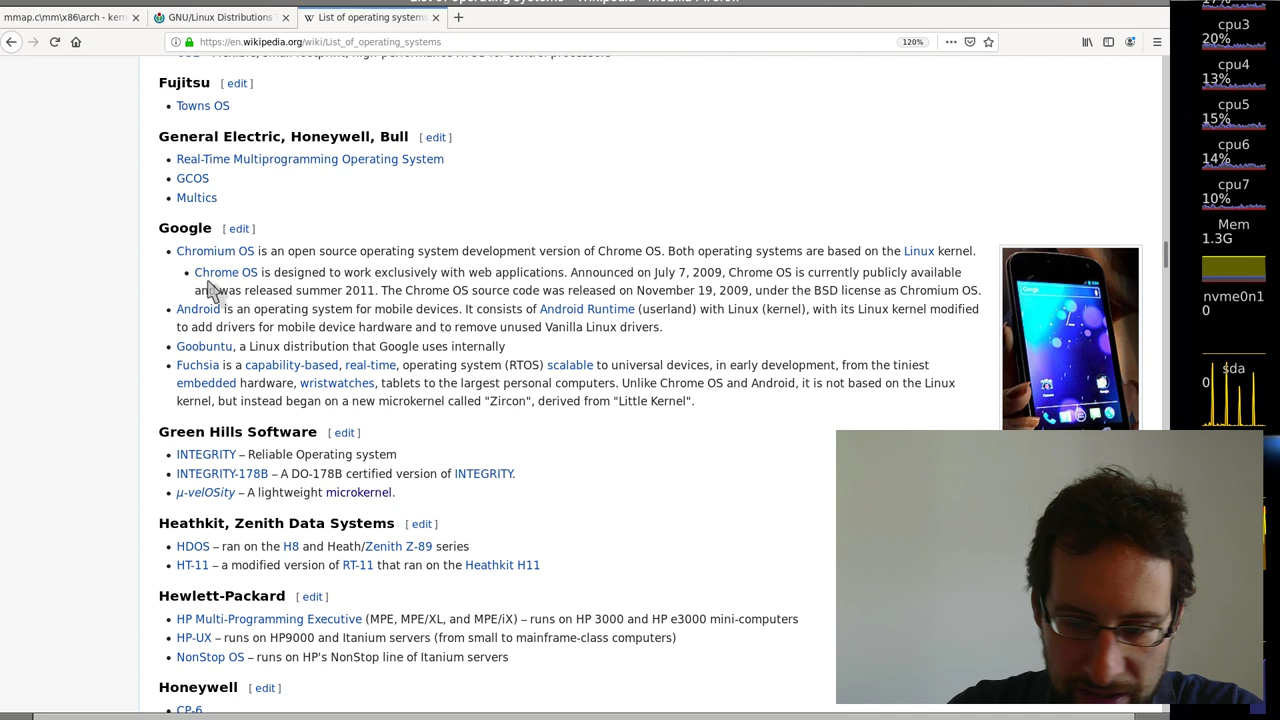 mmap.c\mm\x86\arch - kern
GNU/Linux Distributions
List of operating systems
https://en.wikipedia.org/wiki/List_of_operating_systems
120%
Fujitsu [ edit ]
Towns OS
General Electric, Honeywell, Bull [ edit ]
Real-Time Multiprogramming Operating System
GCOS
Multics
Google [ edit ]
Chromium OS is an open source operating system development version of Chrome OS. Both operating systems are based on the Linux kernel.
Chrome OS is designed to work exclusively with web applications. Announced on July 7, 2009, Chrome OS is currently publicly available
and was released summer 2011. The Chrome OS source code was released on November 19, 2009, under the BSD license as Chromium OS.
Android is an operating system for mobile devices. It consists of Android Runtime (userland) with Linux (kernel), with its Linux kernel modified
to add drivers for mobile device hardware and to remove unused Vanilla Linux drivers.
Goobuntu, a Linux distribution that Google uses internally
Fuchsia is a capability-based, real-time, operating system (RTOS) scalable to universal devices, in early development, from the tiniest
embedded hardware, wristwatches, tablets to the largest personal computers. Unlike Chrome OS and Android, it is not based on the Linux
kernel, but instead began on a new microkernel called "Zircon", derived from "Little Kernel".
Green Hills Software [ edit ]
INTEGRITY – Reliable Operating system
INTEGRITY-178B – A DO-178B certified version of INTEGRITY.
µ-velOSity – A lightweight microkernel.
Heathkit, Zenith Data Systems [ edit ]
HDOS – ran on the H8 and Heath/Zenith Z-89 series
HT-11 – a modified version of RT-11 that ran on the Heathkit H11
Hewlett-Packard [ edit ]
HP Multi-Programming Executive (MPE, MPE/XL, and MPE/iX) – runs on HP 3000 and HP e3000 mini-computers
HP-UX – runs on HP9000 and Itanium servers (from small to mainframe-class computers)
NonStop OS – runs on HP's NonStop line of Itanium servers
Honeywell [ edit ]
CP-6
17%
cpu3
20%
cpu4
13%
cpu5
15%
cpu6
14%
cpu7
10%
Mem
1.3G
nvme0n1
0
sda
0